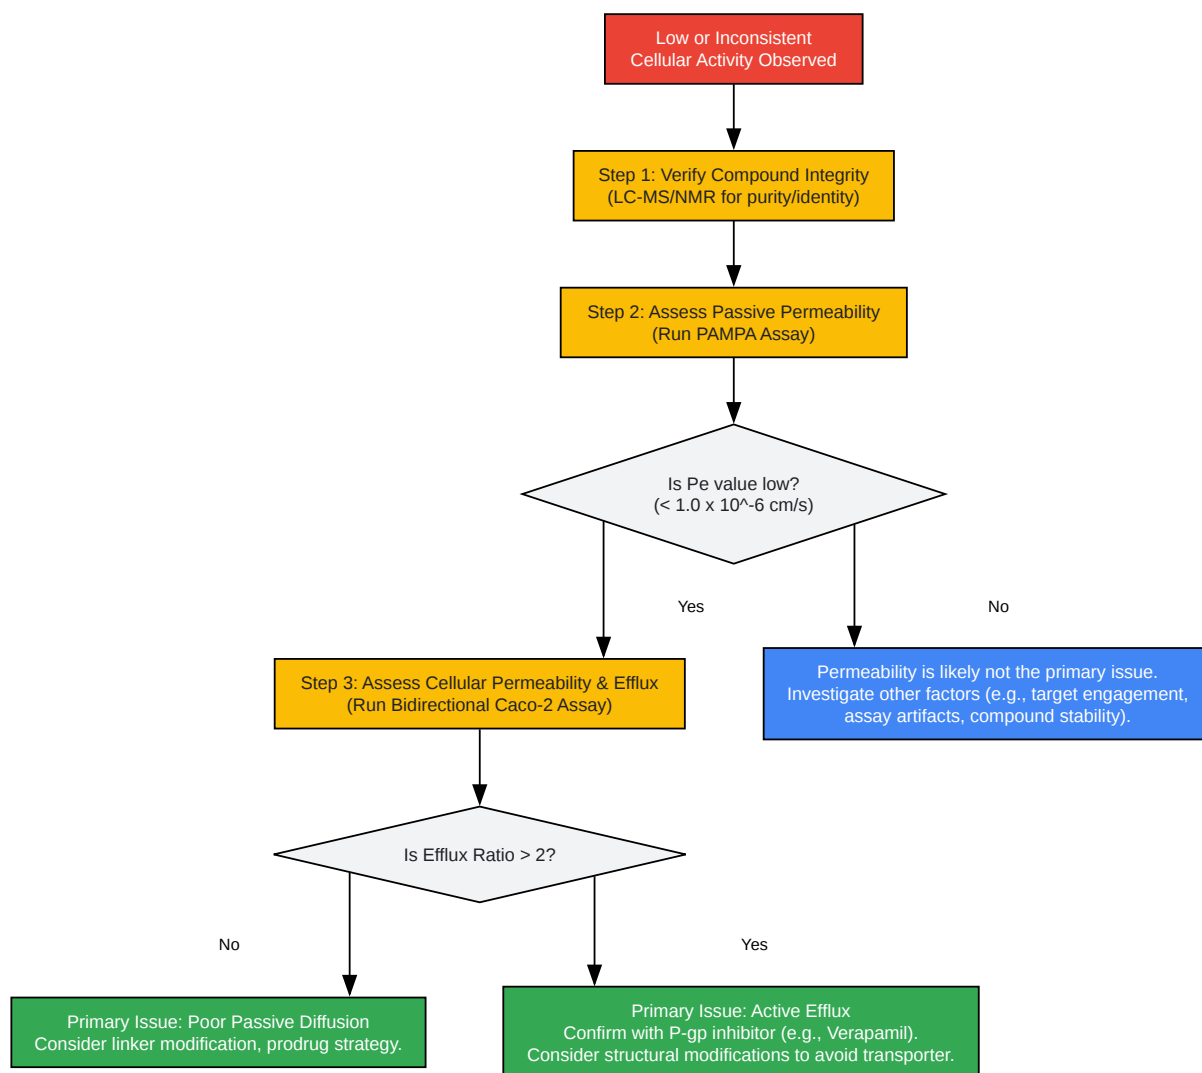 Low or Inconsistent
Cellular Activity Observed
Step 1: Verify Compound Integrity
(LC-MS/NMR for purity/identity)
Step 2: Assess Passive Permeability
(Run PAMPA Assay)
Is Pe value low?
(< 1.0 x 10^-6 cm/s)
Yes
No
Step 3: Assess Cellular Permeability & Efflux
(Run Bidirectional Caco-2 Assay)
Permeability is likely not the primary issue.
Investigate other factors (e.g., target engagement,
assay artifacts, compound stability).
Is Efflux Ratio > 2?
No
Yes
Primary Issue: Poor Passive Diffusion
Consider linker modification, prodrug strategy.
Primary Issue: Active Efflux
Confirm with P-gp inhibitor (e.g., Verapamil).
Consider structural modifications to avoid transporter.